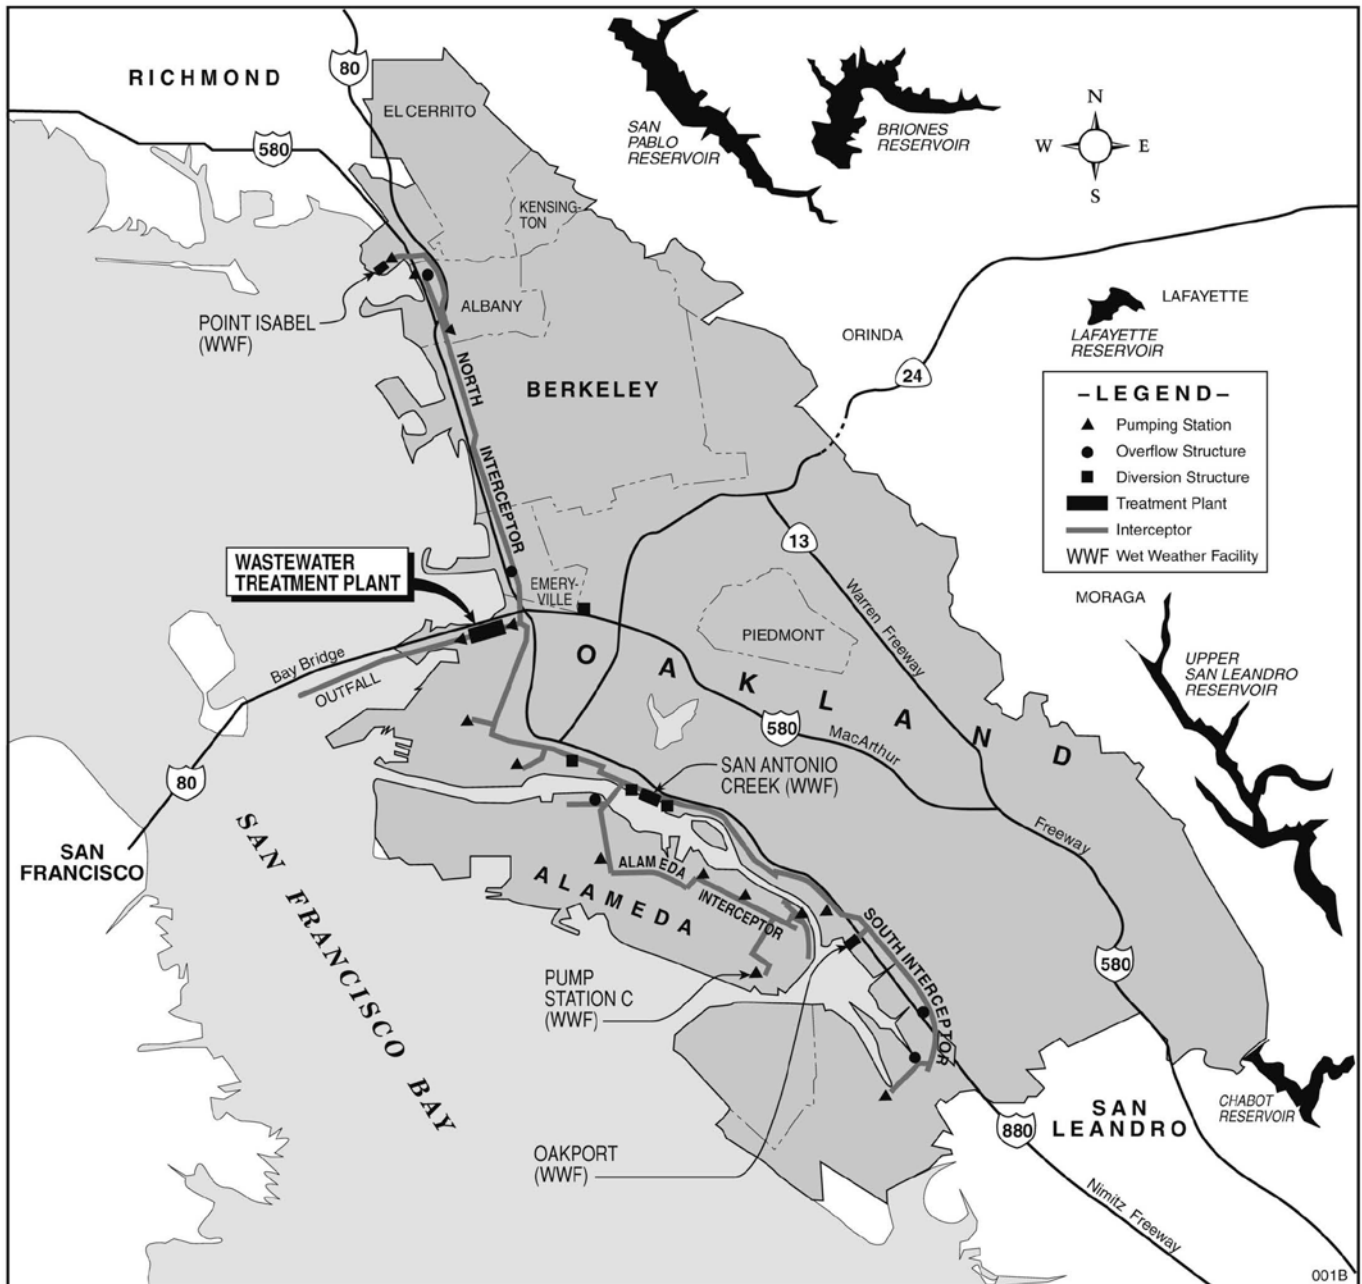 RICHMOND
80
580
EL CERRITO
KENSING-
TON
ALBANY
POINT ISABEL
(WWF)
NORTH
INTERCEPTOR
BERKELEY
SAN
PABLO
RESERVOIR
BRIONES
RESERVOIR
N
W
E
S
LAFAYETTE
LAFAYETTE
RESERVOIR
ORINDA
24
–LEGEND–
Pumping Station
Overflow Structure
Diversion Structure
Treatment Plant
Interceptor
WWF Wet Weather Facility
13
Warren Freeway
MORAGA
UPPER
SAN LEANDRO
RESERVOIR
WASTEWATER
TREATMENT PLANT
EMERY-
VILLE
PIEDMONT
OAKLAND
Bay Bridge
OUTFALL
580
MacArthur
Freeway
SAN ANTONIO
CREEK (WWF)
80
SAN
FRANCISCO
SAN FRANCISCO BAY
ALAMEDA
ALAMEDA
INTERCEPTOR
SOUTH INTERCEPTOR
580
PUMP
STATION C
(WWF)
OAKPORT
(WWF)
880
SAN
LEANDRO
CHABOT
RESERVOIR
Nimitz Freeway
001B